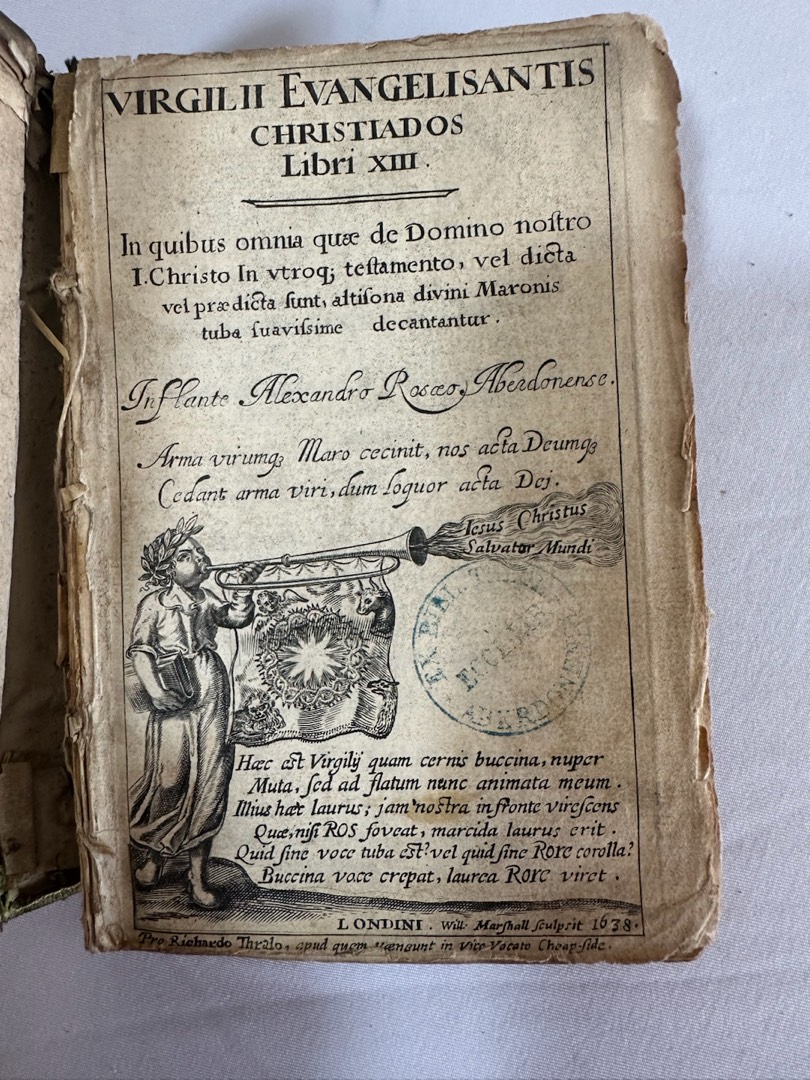 VIRGILII EVANGELISANTIS
CHRISTIADOS
Libri XIII.
In quibus omnia quæ de Domino noſtro
I. Christo In vtroq; teſtamento, vel dicta
vel prædicta ſunt, altiſona divini Maronis
tuba ſuaviſsime decantantur.
Inflante Alexandro Rosæo, Aberdonense.
Arma virumq; Maro cecinit, nos acta Deumq;
Cedant arma viri, dum loquor acta Dej.
Iesus Christus
Salvator Mundi
EX BIBL
ABERDONEN
Hæc eſt Virgilij quam cernis buccina, nuper
Muta, ſed ad flatum nunc animata meum.
Illius hæc laurus; jam noſtra in fronte vireſcens
Quæ, niſi ROS foveat, marcida laurus erit.
Quid ſine voce tuba eſt? vel quid ſine RORE corolla?
Buccina voce crepat, laurea RORE viret.
LONDINI. Will: Marſhall ſculpſit 1638.
Pro Richardo Thralo, apud quem væneunt in Vico Vocato Cheap-ſide.